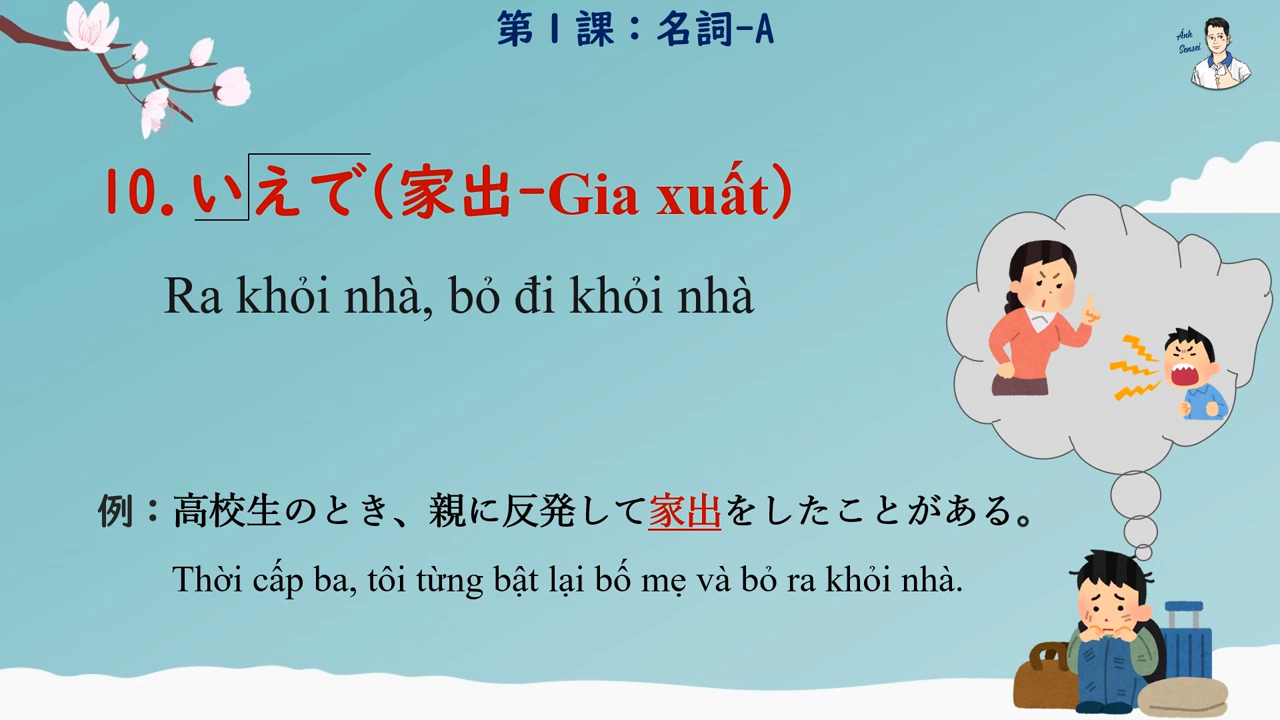 第1課：名詞-A
Ánh
Sensei
10. いえで(家出-Gia xuất)
Ra khỏi nhà, bỏ đi khỏi nhà
例：高校生のとき、親に反発して家出をしたことがある。
Thời cấp ba, tôi từng bật lại bố mẹ và bỏ ra khỏi nhà.